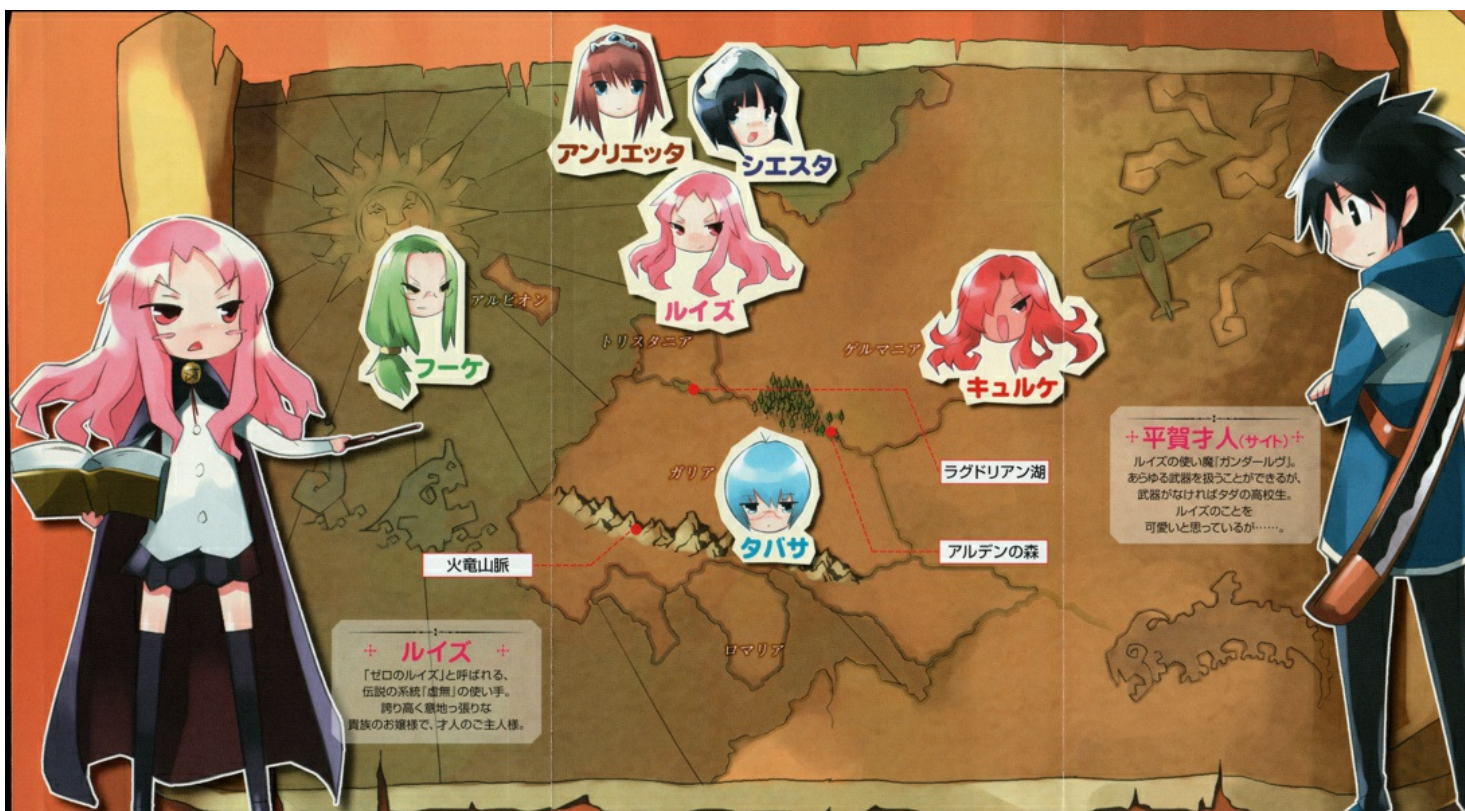 アンリエッタ
シエスタ
ルイズ
フーケ
アルビオン
トリスタニア
ゲルマニア
キュルケ
ガリア
タバサ
ラグドリアン湖
アルデンの森
火竜山脈
ロマリア
ルイズ
「ゼロのルイズ」と呼ばれる、
伝説の系統「虚無」の使い手。
誇り高く意地っ張りな
貴族のお嬢様で、才人のご主人様。
平賀才人(サイト)
ルイズの使い魔「ガンダールヴ」。
あらゆる武器を扱うことができるが、
武器がなければタダの高校生。
ルイズのことを
可愛いと思っているが……。